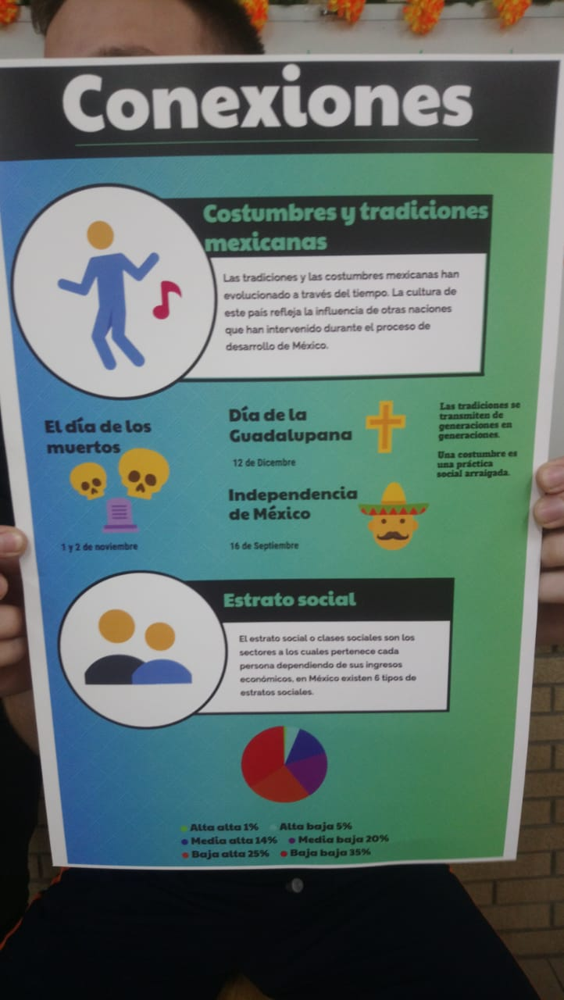 Conexiones
Costumbres y tradiciones
mexicanas
Las tradiciones y las costumbres mexicanas han
evolucionado a través del tiempo. La cultura de
este país refleja la influencia de otras naciones
que han intervenido durante el proceso de
desarrollo de México.
El día de los
muertos
1 y 2 de noviembre
Día de la
Guadalupana
12 de Dicembre
Independencia
de México
16 de Septiembre
Las tradiciones se
transmiten de
generaciones en
generaciones.
Una costumbre es
una práctica
social arraigada.
Estrato social
El estrato social o clases sociales son los
sectores a los cuales pertenece cada
persona dependiendo de sus ingresos
económicos, en México existen 6 tipos de
estratos sociales.
Alta alta 1% Alta baja 5%
Media alta 14% Media baja 20%
Baja alta 25% Baja baja 35%